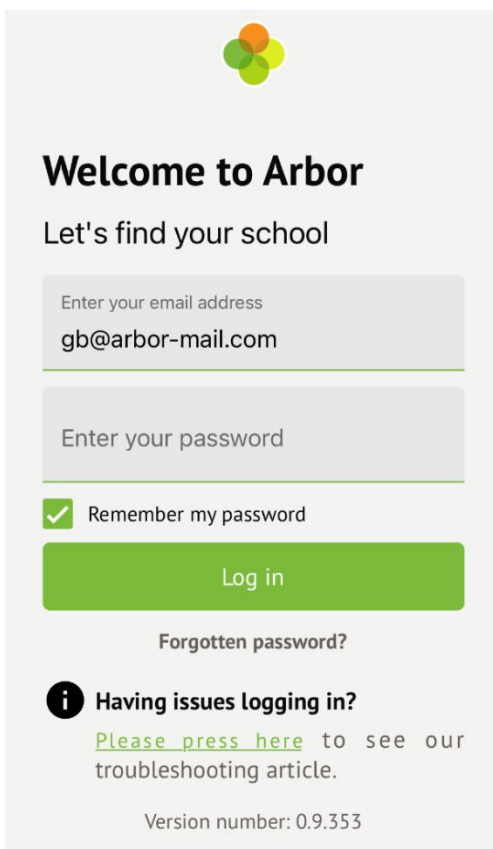 Welcome to Arbor
Let's find your school
Enter your email address
gb@arbor-mail.com
Enter your password
Remember my password
Log in
Forgotten password?
Having issues logging in?
Please press here to see our
troubleshooting article.
Version number: 0.9.353